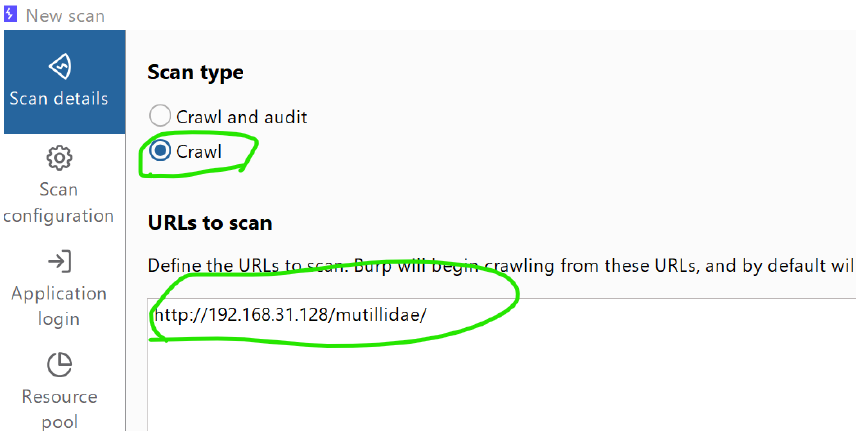 New scan
Scan details
Scan type
Crawl and audit
Crawl
Scan
configuration
URLs to scan
Define the URLs to scan. Burp will begin crawling from these URLs, and by default will
Application
login
http://192.168.31.128/mutillidae/
Resource
pool